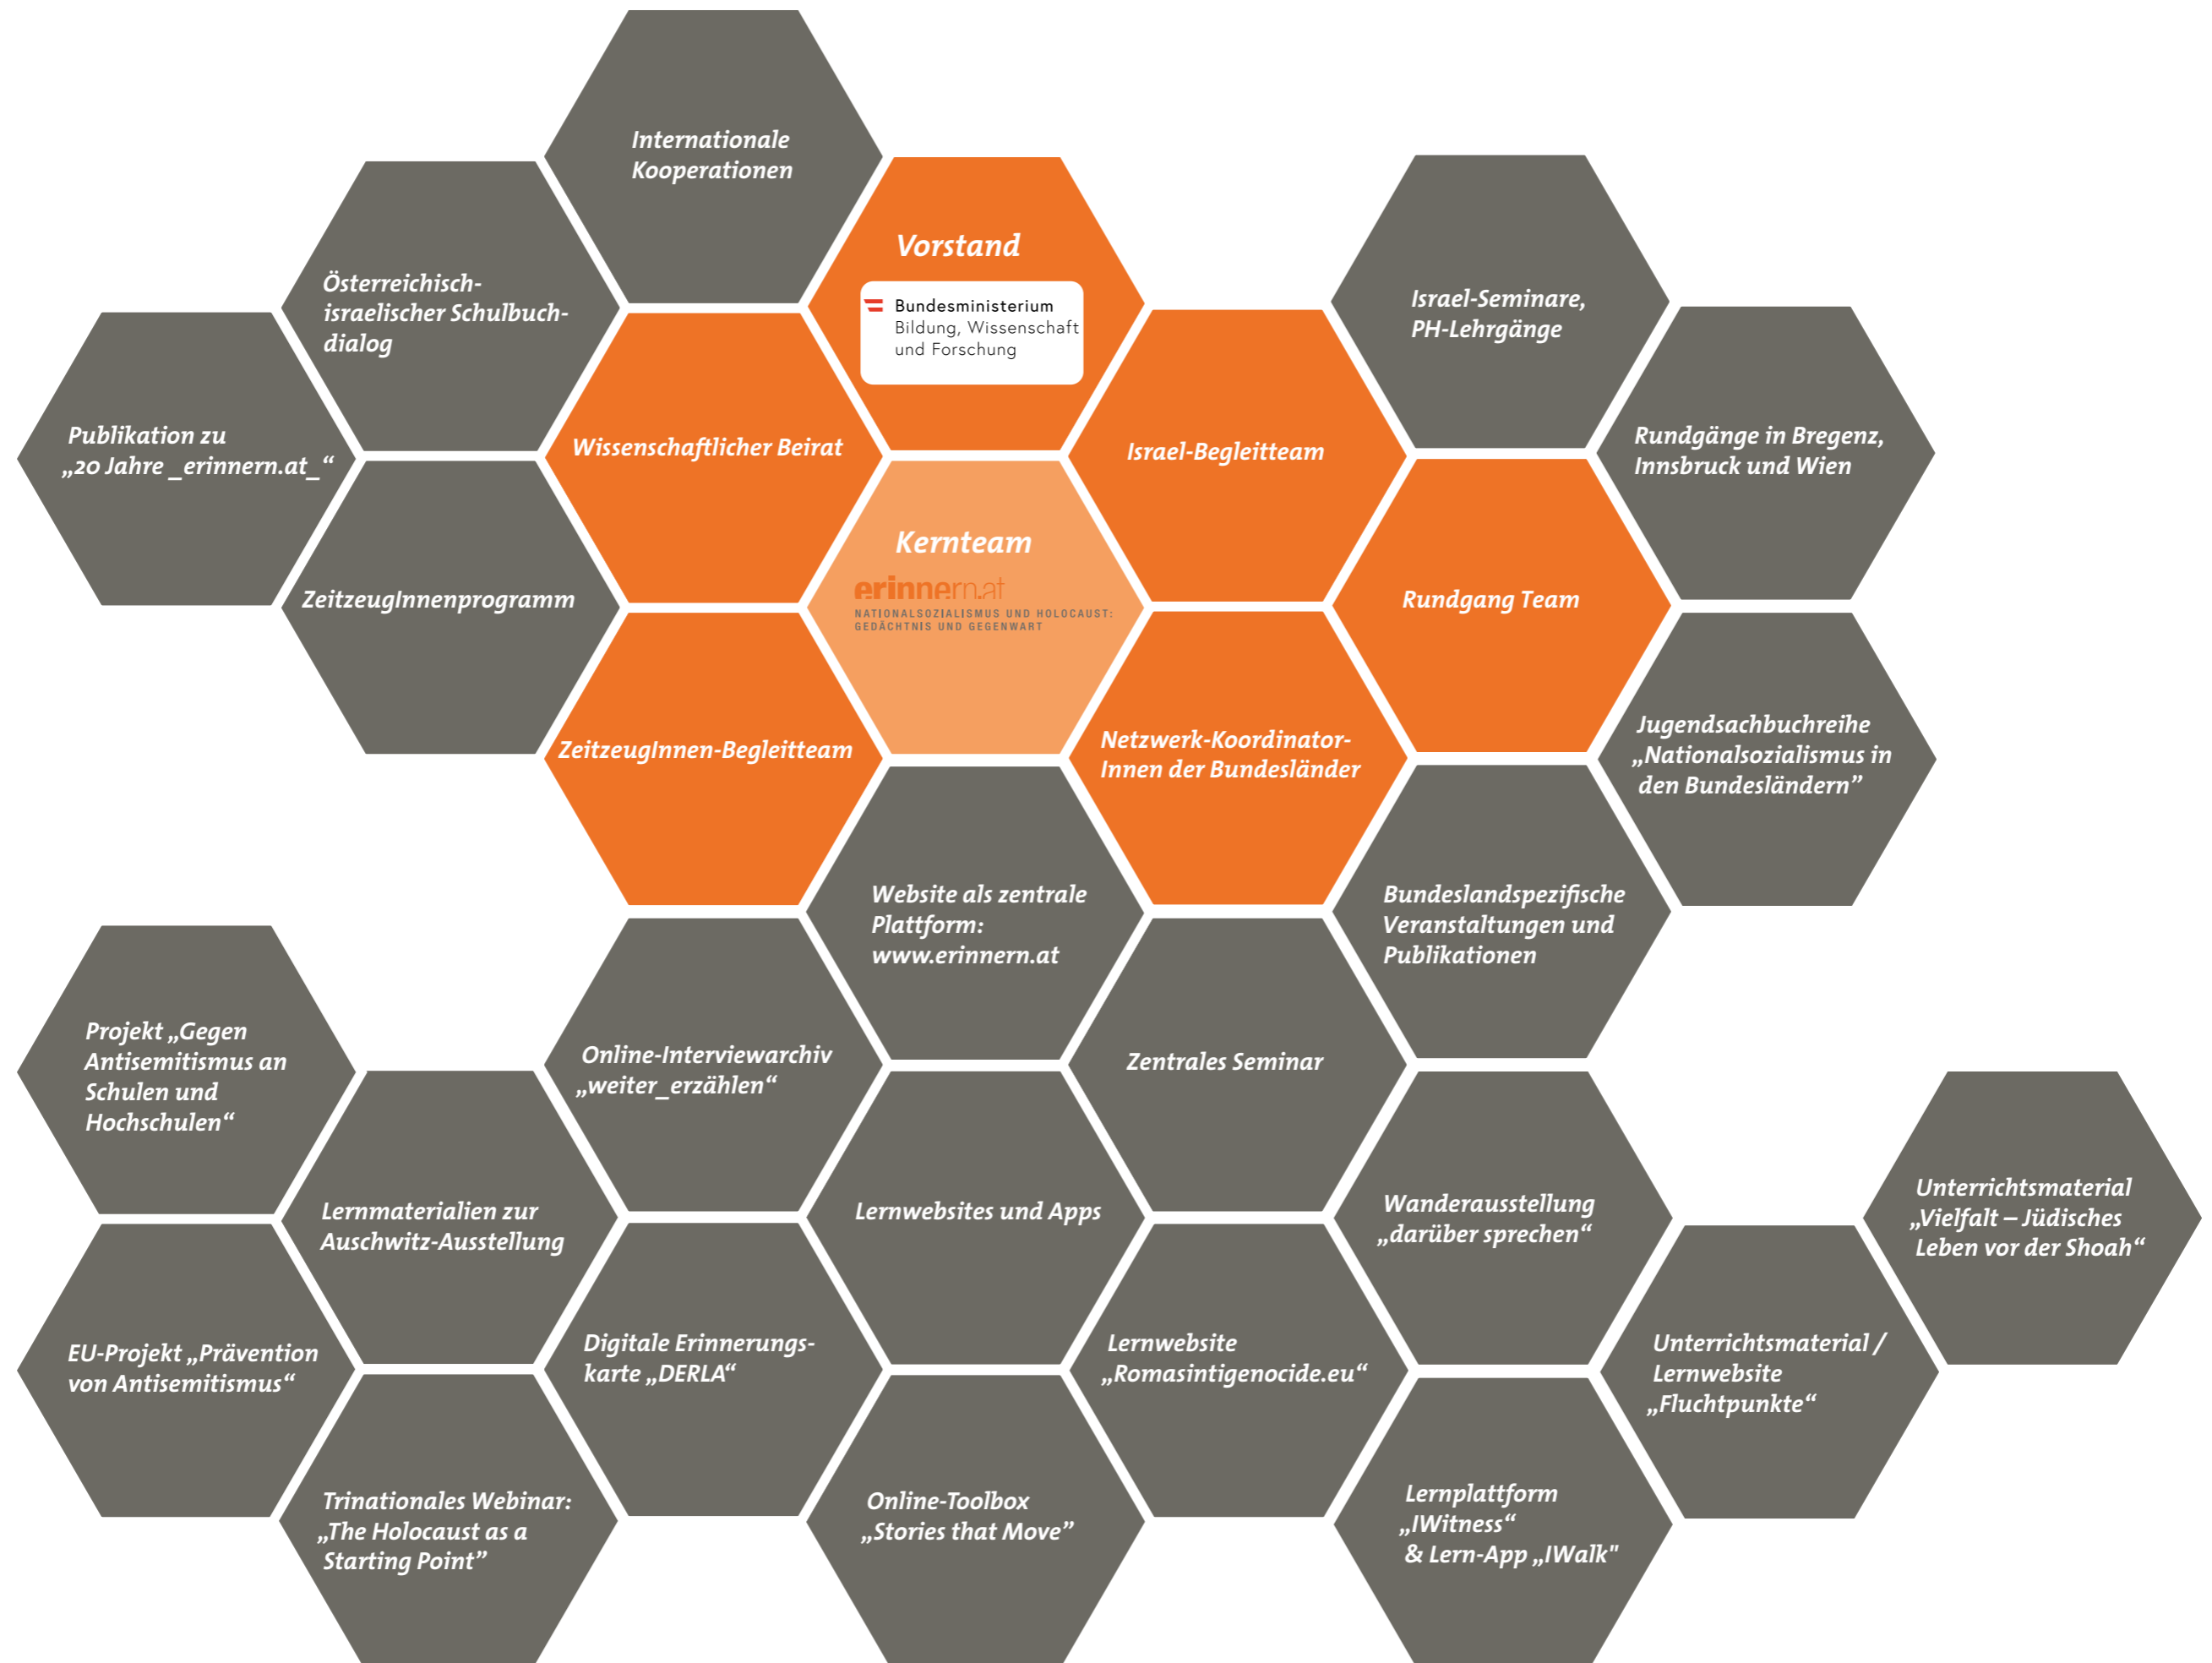 Internationale
Kooperationen
Vorstand
Bundesministerium
Bildung, Wissenschaft
und Forschung
Österreichisch-
israelischer Schulbuch-
dialog
Israel-Seminare,
PH-Lehrgänge
Publikation zu
„20 Jahre _erinnern.at_“
Wissenschaftlicher Beirat
Israel-Begleitteam
Rundgänge in Bregenz,
Innsbruck und Wien
ZeitzeugInnenprogramm
Kernteam
erinnern.at
NATIONALSOZIALISMUS UND HOLOCAUST:
GEDÄCHTNIS UND GEGENWART
Rundgang Team
ZeitzeugInnen-Begleitteam
Netzwerk-Koordinator-
Innen der Bundesländer
Jugendsachbuchreihe
„Nationalsozialismus in
den Bundesländern”
Website als zentrale
Plattform:
www.erinnern.at
Bundeslandspezifische
Veranstaltungen und
Publikationen
Projekt „Gegen
Antisemitismus an
Schulen und
Hochschulen“
Online-Interviewarchiv
„weiter_erzählen“
Zentrales Seminar
Lernmaterialien zur
Auschwitz-Ausstellung
Lernwebsites und Apps
Wanderausstellung
„darüber sprechen“
Unterrichtsmaterial
„Vielfalt – Jüdisches
Leben vor der Shoah“
EU-Projekt „Prävention
von Antisemitismus“
Digitale Erinnerungs-
karte „DERLA“
Lernwebsite
„Romasintigenocide.eu“
Unterrichtsmaterial /
Lernwebsite
„Fluchtpunkte“
Trinationales Webinar:
„The Holocaust as a
Starting Point”
Online-Toolbox
„Stories that Move”
Lernplattform
„IWitness“
& Lern-App „IWalk"